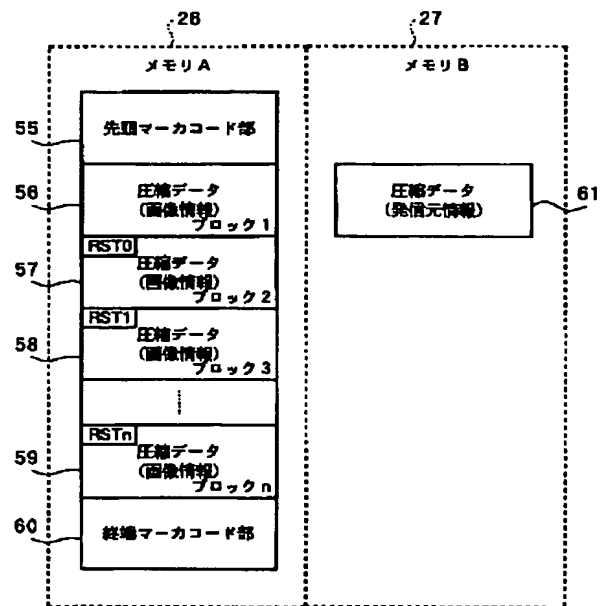 26
27
メモリA
メモリB
55
先頭マーカコード部
56
圧縮データ
(画像情報)
ブロック1
圧縮データ
(発信元情報)
61
57
RST0
圧縮データ
(画像情報)
ブロック2
58
RST1
圧縮データ
(画像情報)
ブロック3
59
RSTn
圧縮データ
(画像情報)
ブロックn
60
終端マーカコード部